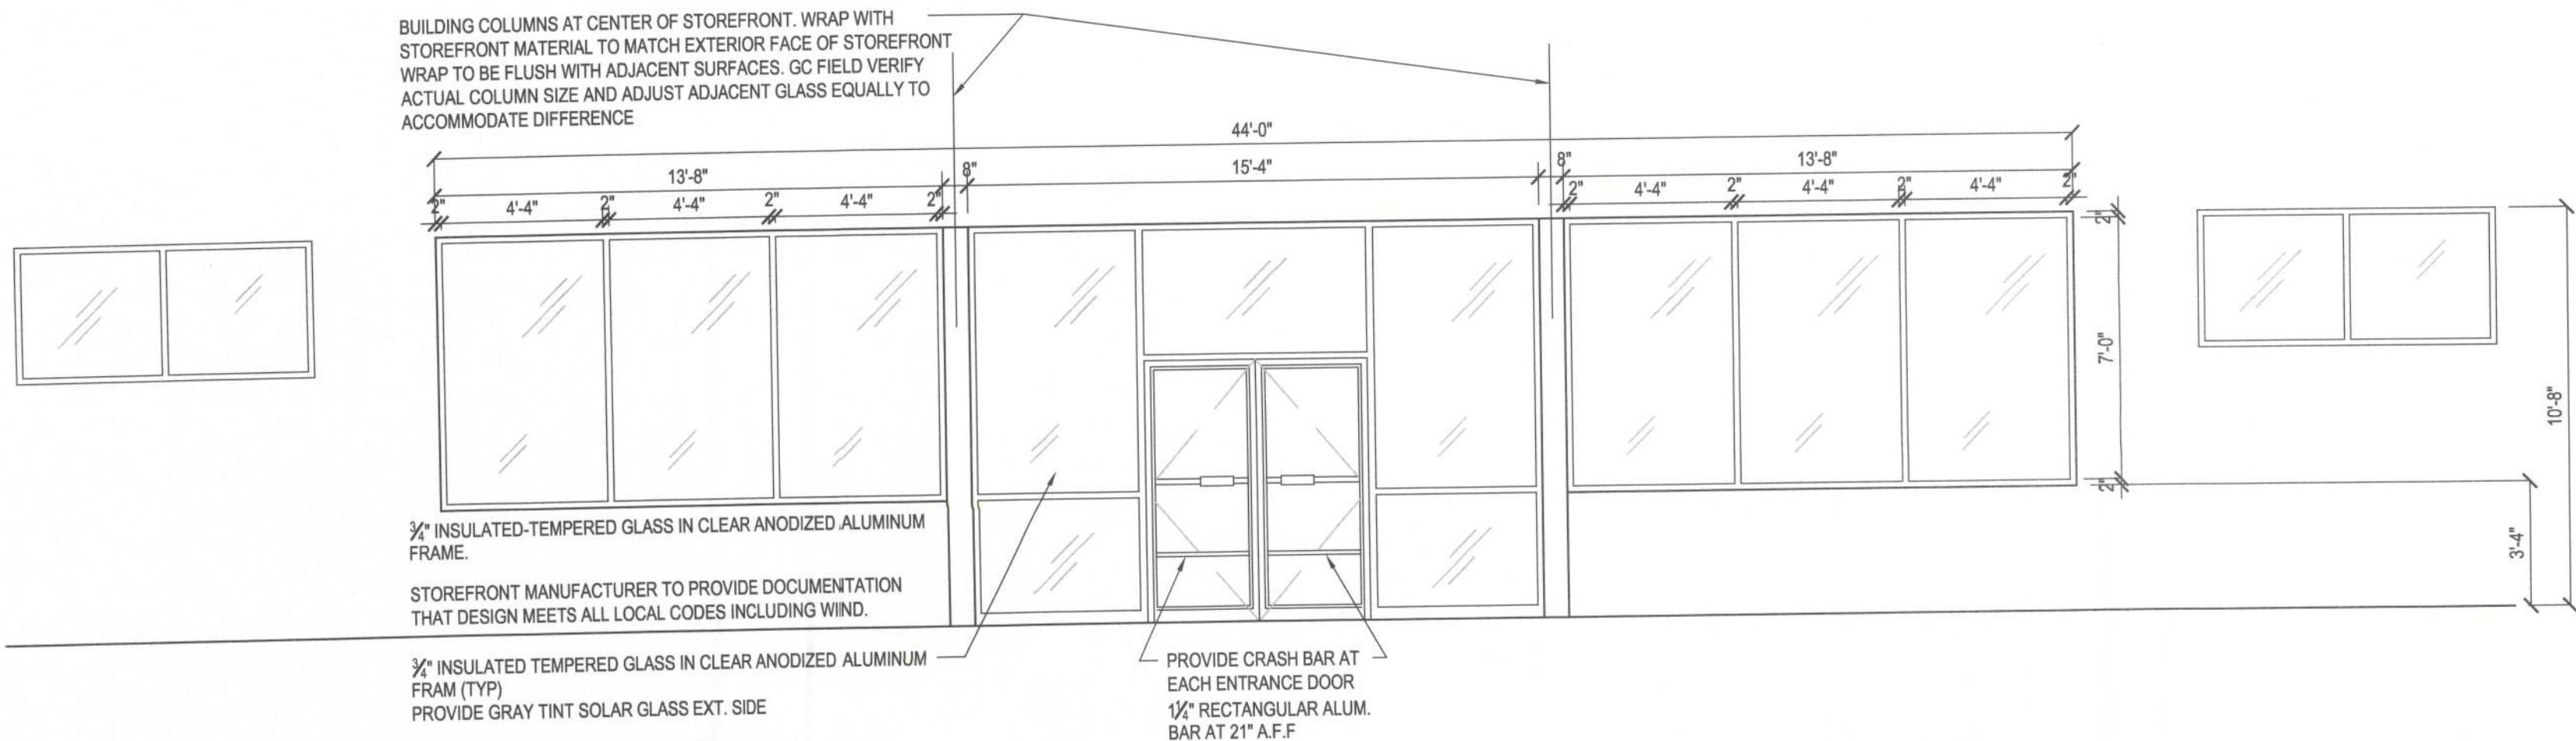 BUILDING COLUMNS AT CENTER OF STOREFRONT. WRAP WITH
STOREFRONT MATERIAL TO MATCH EXTERIOR FACE OF STOREFRONT
WRAP TO BE FLUSH WITH ADJACENT SURFACES. GC FIELD VERIFY
ACTUAL COLUMN SIZE AND ADJUST ADJACENT GLASS EQUALLY TO
ACCOMMODATE DIFFERENCE
44'-0"
13'-8"
8"
15'-4"
8"
13'-8"
2"
4'-4"
2"
4'-4"
2"
4'-4"
2"
2"
4'-4"
2"
4'-4"
2"
4'-4"
2"
2"
7'-0"
2"
10'-8"
3'-4"
¾" INSULATED-TEMPERED GLASS IN CLEAR ANODIZED ALUMINUM
FRAME.
STOREFRONT MANUFACTURER TO PROVIDE DOCUMENTATION
THAT DESIGN MEETS ALL LOCAL CODES INCLUDING WIIND.
¾" INSULATED TEMPERED GLASS IN CLEAR ANODIZED ALUMINUM
FRAM (TYP)
PROVIDE GRAY TINT SOLAR GLASS EXT. SIDE
PROVIDE CRASH BAR AT
EACH ENTRANCE DOOR
1¼" RECTANGULAR ALUM.
BAR AT 21" A.F.F